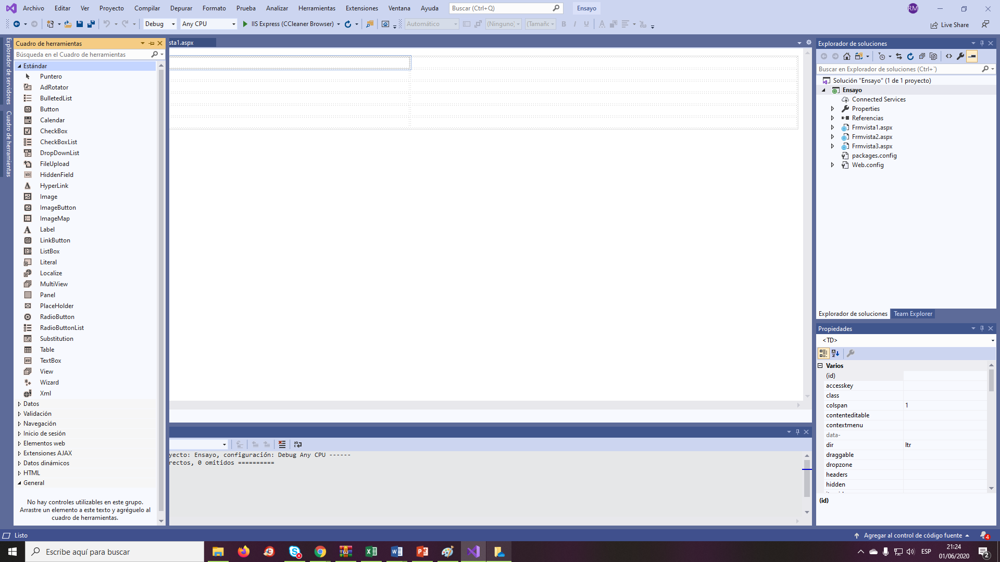 Archivo Editar Ver Proyecto Compilar Depurar Formato Prueba Analizar Herramientas Extensiones Ventana Ayuda Buscar (Ctrl+Q) Ensayo RM
Debug Any CPU IIS Express (CCleaner Browser) Automático (Ninguno) (Tamañ Live Share
Explorador de servidores
Cuadro de herramientas
Cuadro de herramientas
Búsqueda en el Cuadro de herramientas
Estándar
Puntero
AdRotator
BulletedList
Button
Calendar
CheckBox
CheckBoxList
DropDownList
FileUpload
HiddenField
HyperLink
Image
ImageButton
ImageMap
Label
LinkButton
ListBox
Literal
Localize
MultiView
Panel
PlaceHolder
RadioButton
RadioButtonList
Substitution
Table
TextBox
View
Wizard
Xml
Datos
Validación
Navegación
Inicio de sesión
Elementos web
Extensiones AJAX
Datos dinámicos
HTML
General
No hay controles utilizables en este grupo.
Arrastre un elemento a este texto y agréguelo al
cuadro de herramientas.
sta1.aspx
yecto: Ensayo, configuración: Debug Any CPU ------
rectos, 0 omitidos ==========
Explorador de soluciones
Buscar en Explorador de soluciones (Ctrl+`)
Solución "Ensayo" (1 de 1 proyecto)
Ensayo
Connected Services
Properties
Referencias
Frmvista1.aspx
Frmvista2.aspx
Frmvista3.aspx
packages.config
Web.config
Explorador de soluciones Team Explorer
Propiedades
<TD>
Varios
(id)
accesskey
class
colspan 1
contenteditable
contextmenu
data-
dir ltr
draggable
dropzone
headers
hidden
(id)
Listo Agregar al control de código fuente 4
Escribe aquí para buscar
ESP
21:24
01/06/2020
2